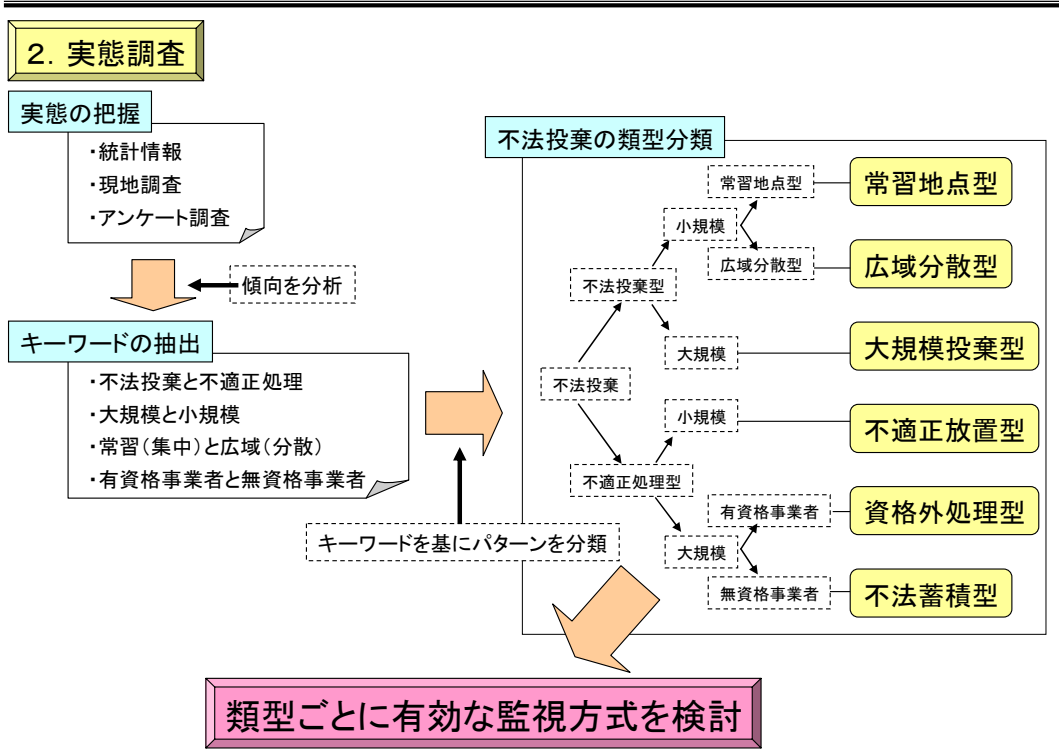 ２．実態調査
実態の把握
・統計情報
・現地調査
・アンケート調査
傾向を分析
キーワードの抽出
・不法投棄と不適正処理
・大規模と小規模
・常習（集中）と広域（分散）
・有資格事業者と無資格事業者
キーワードを基にパターンを分類
不法投棄の類型分類
不法投棄
不法投棄型
小規模
常習地点型
常習地点型
広域分散型
広域分散型
大規模
大規模投棄型
不適正処理型
小規模
不適正放置型
大規模
有資格事業者
資格外処理型
無資格事業者
不法蓄積型
類型ごとに有効な監視方式を検討